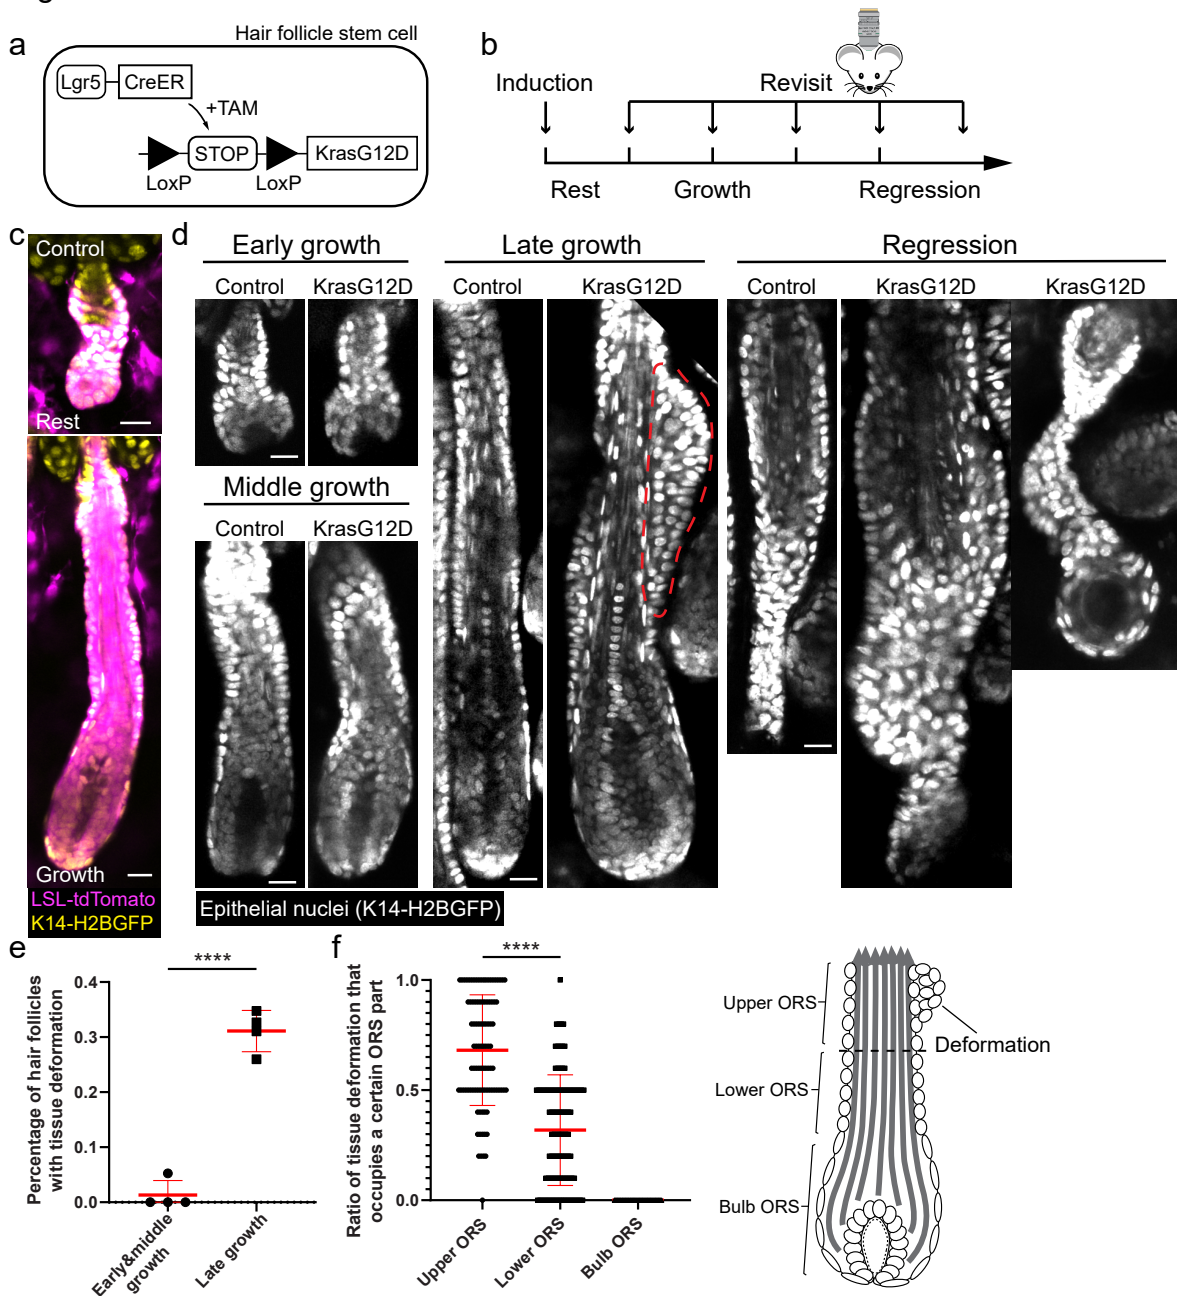 a
Hair follicle stem cell
Lgr5
CreER
+TAM
STOP
KrasG12D
LoxP
LoxP
b
Induction
Revisit
Rest
Growth
Regression
c
Control
Rest
Growth
LSL-tdTomato
K14-H2BGFP
d
Early growth
Control
KrasG12D
Middle growth
Control
KrasG12D
Late growth
Control
KrasG12D
Regression
Control
KrasG12D
KrasG12D
Epithelial nuclei (K14-H2BGFP)
e
****
Percentage of hair follicles
with tissue deformation
0.4
0.3
0.2
0.1
0.0
Early&middle
growth
Late growth
f
****
Ratio of tissue deformation that
occupies a certain ORS part
1.0
0.5
0.0
Upper ORS
Lower ORS
Bulb ORS
Upper ORS
Deformation
Lower ORS
Bulb ORS